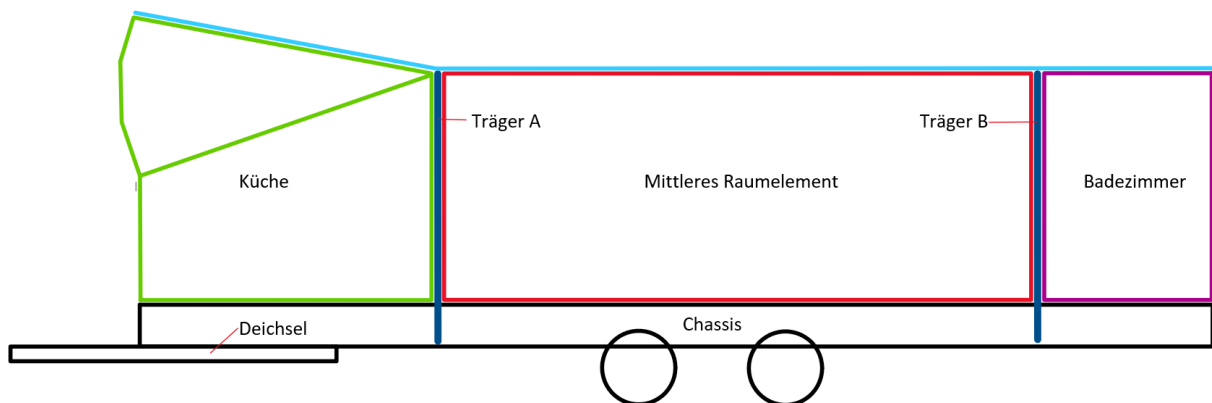 Träger A
Träger B
Küche
Mittleres Raumelement
Badezimmer
Deichsel
Chassis